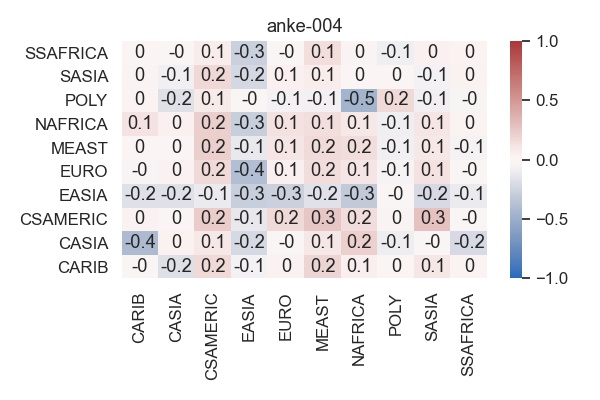 anke-004
SSAFRICA 0 -0 0.1 -0.3 -0 0.1 0 -0.1 0 0
SASIA 0 -0.1 0.2 -0.2 0.1 0.1 0 0 -0.1 0
POLY 0 -0.2 0.1 -0 -0.1 -0.1 -0.5 0.2 -0.1 -0
NAFRICA 0.1 0 0.2 -0.3 0.1 0.1 0.1 -0.1 0.1 0
MEAST 0 0 0.2 -0.1 0.1 0.2 0.2 -0.1 0.1 -0.1
EURO -0 0 0.2 -0.4 0.1 0.2 0.1 -0.1 0.1 -0
EASIA -0.2 -0.2 -0.1 -0.3 -0.3 -0.2 -0.3 -0 -0.2 -0.1
CSAMERIC 0 0 0.2 -0.1 0.2 0.3 0.2 0 0.3 -0
CASIA -0.4 0 0.1 -0.2 -0 0.1 0.2 -0.1 -0 -0.2
CARIB -0 -0.2 0.2 -0.1 0 0.2 0.1 0 0.1 0
CARIB CASIA CSAMERIC EASIA EURO MEAST NAFRICA POLY SASIA SSAFRICA
1.0
0.5
0.0
−0.5
−1.0